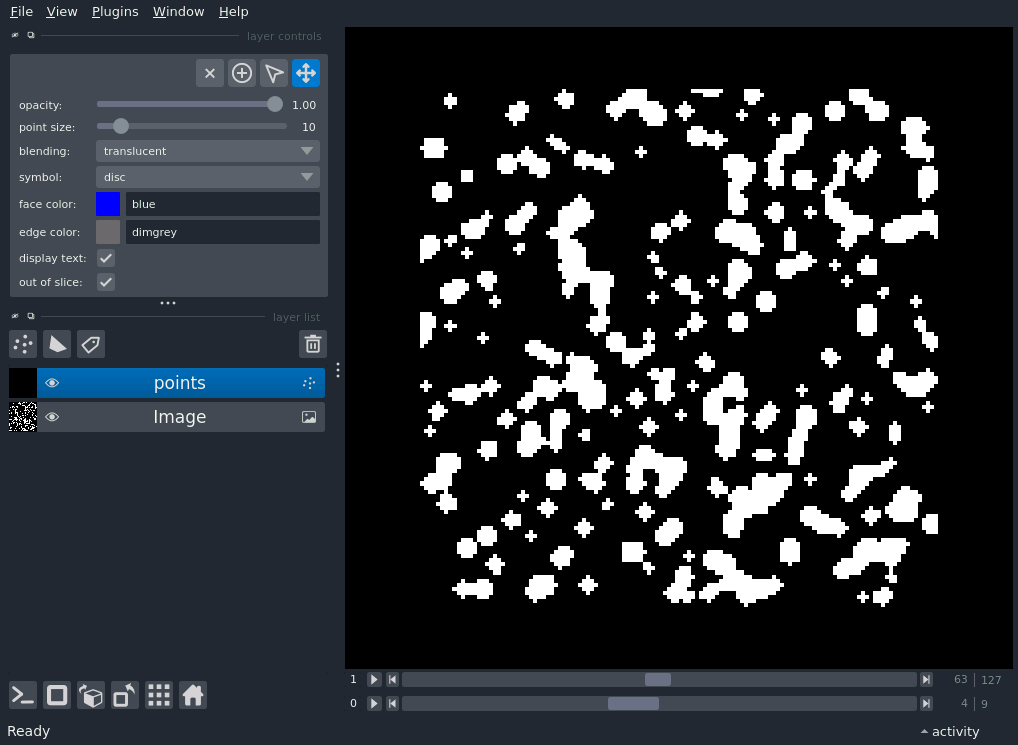 File View Plugins Window Help
layer controls
opacity: 1.00
point size: 10
blending: translucent
symbol: disc
face color: blue
edge color: dimgrey
display text:
out of slice:
layer list
points
Image
1 63 127
0 4 9
Ready activity